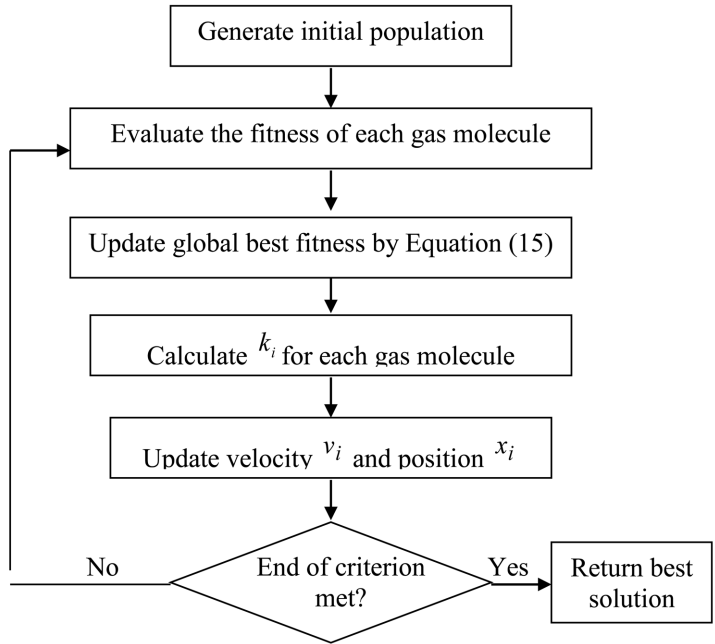 Generate initial population
Evaluate the fitness of each gas molecule
Update global best fitness by Equation (15)
Calculate k_i for each gas molecule
Update velocity v_i and position x_i
No
End of criterion
met?
Yes
Return best
solution